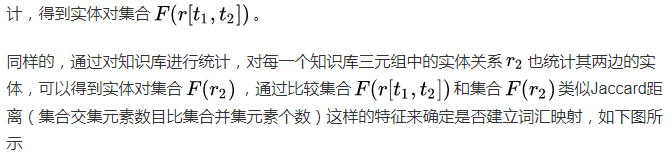 计，得到实体对集合 F(r[t₁, t₂]) 。
同样的，通过对知识库进行统计，对每一个知识库三元组中的实体关系 r₂ 也统计其两边的实
体，可以得到实体对集合 F(r₂) ，通过比较集合 F(r[t₁, t₂]) 和集合 F(r₂) 类似Jaccard距
离（集合交集元素数目比集合并集元素个数）这样的特征来确定是否建立词汇映射，如下图所
示